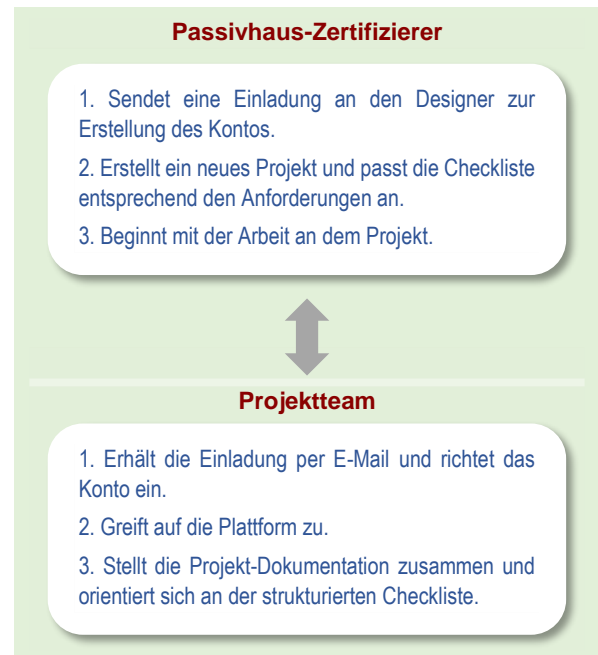 Passivhaus-Zertifizierer
1. Sendet eine Einladung an den Designer zur
Erstellung des Kontos.
2. Erstellt ein neues Projekt und passt die Checkliste
entsprechend den Anforderungen an.
3. Beginnt mit der Arbeit an dem Projekt.
Projektteam
1. Erhält die Einladung per E-Mail und richtet das
Konto ein.
2. Greift auf die Plattform zu.
3. Stellt die Projekt-Dokumentation zusammen und
orientiert sich an der strukturierten Checkliste.